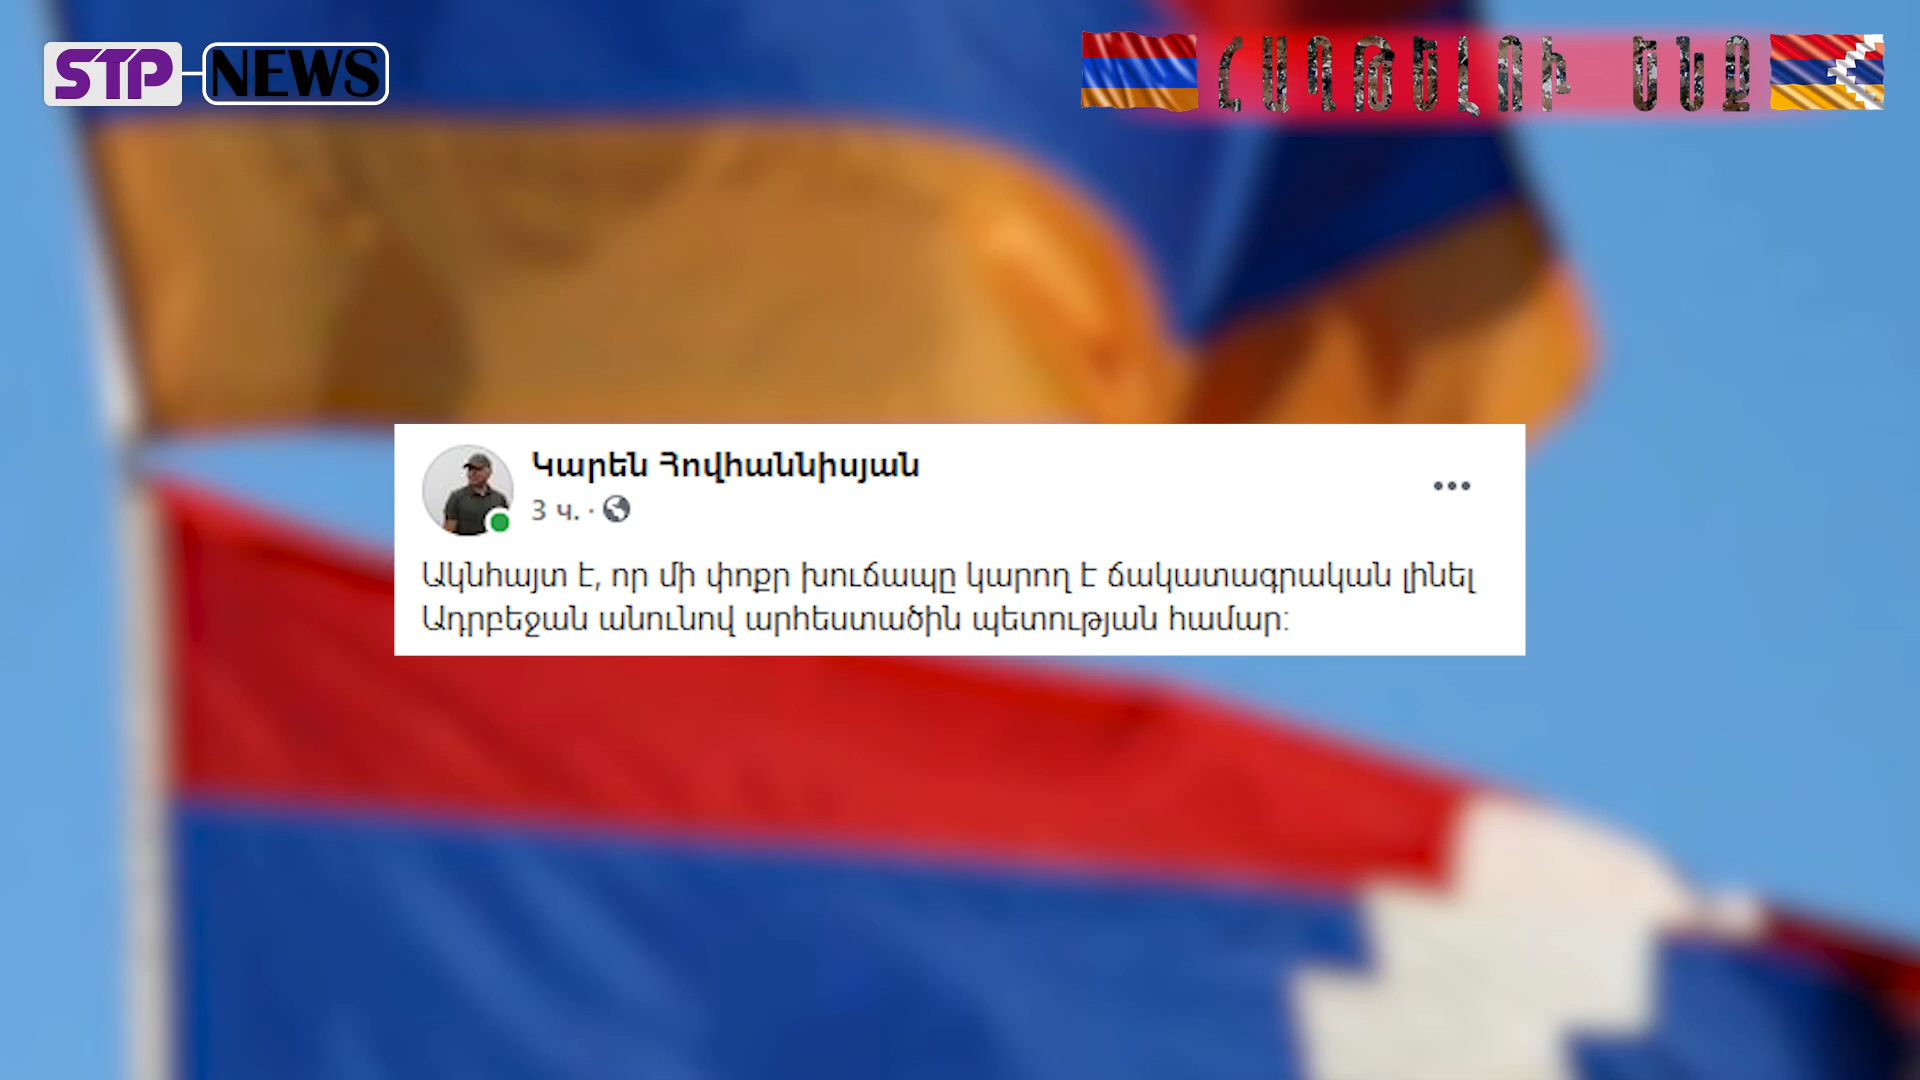 STP NEWS
ՀԱՂԹԵԼՈՒ ԵՆՔ
Կարեն Հովհաննիսյան
3 ч. ·
Ակնհայտ է, որ մի փոքր խուճապը կարող է ճակատագրական լինել
Ադրբեջան անունով արհեստածին պետության համար։